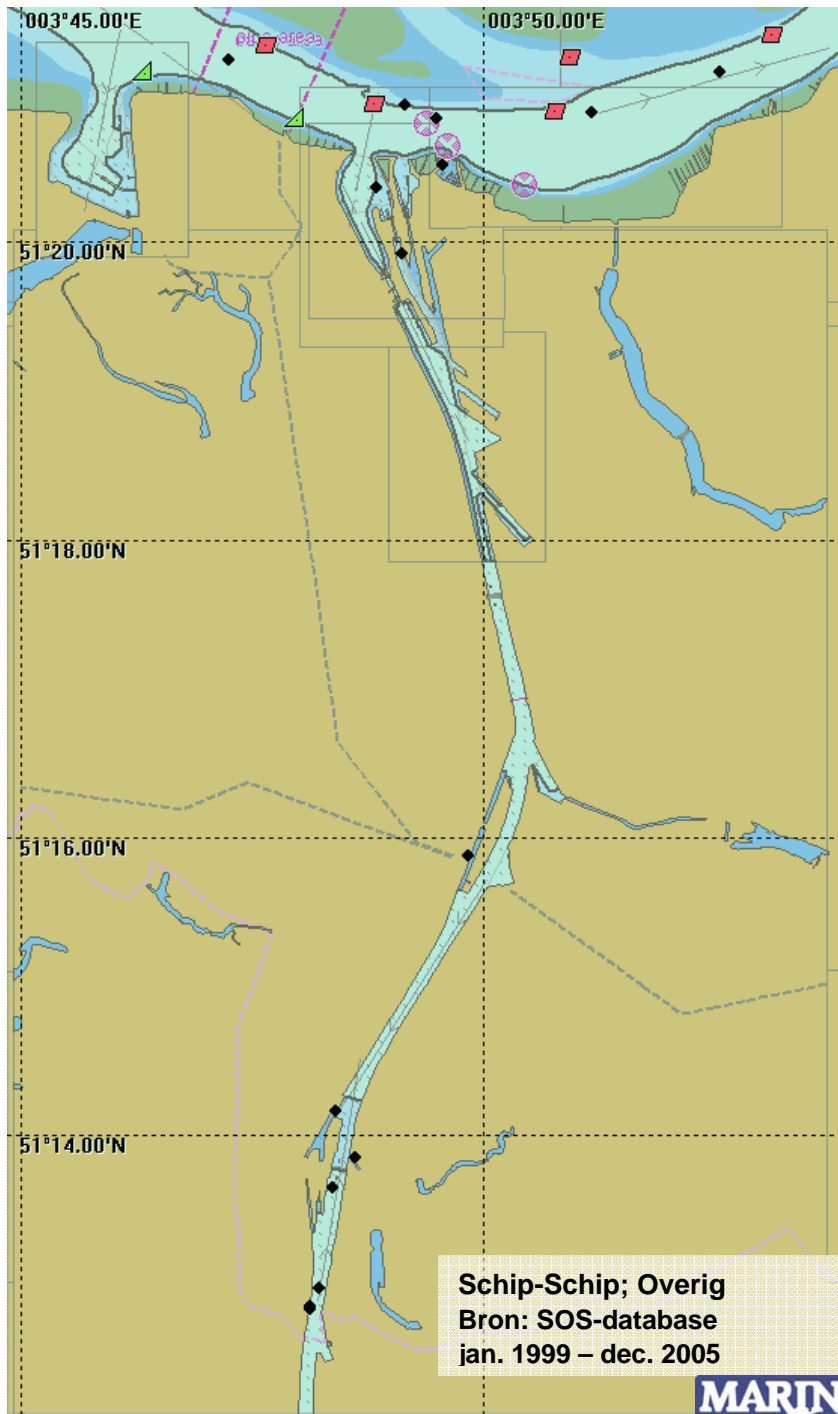 003°45.00'E
003°50.00'E
51°20.00'N
51°18.00'N
51°16.00'N
51°14.00'N
Schip-Schip; Overig
Bron: SOS-database
jan. 1999 – dec. 2005
MARIN